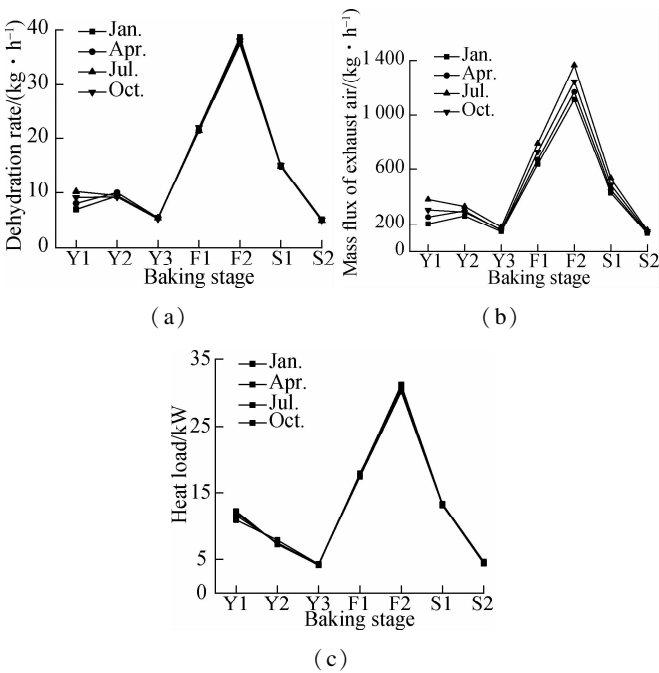 Dehydration rate/(kg · h⁻¹)
40
30
20
10
0
Jan.
Apr.
Jul.
Oct.
Y1 Y2 Y3 F1 F2 S1 S2
Baking stage
(a)
Mass flux of exhaust air/(kg · h⁻¹)
1 400
1 000
600
200
0
Jan.
Apr.
Jul.
Oct.
Y1 Y2 Y3 F1 F2 S1 S2
Baking stage
(b)
Heat load/kW
35
25
15
5
0
Jan.
Apr.
Jul.
Oct.
Y1 Y2 Y3 F1 F2 S1 S2
Baking stage
(c)